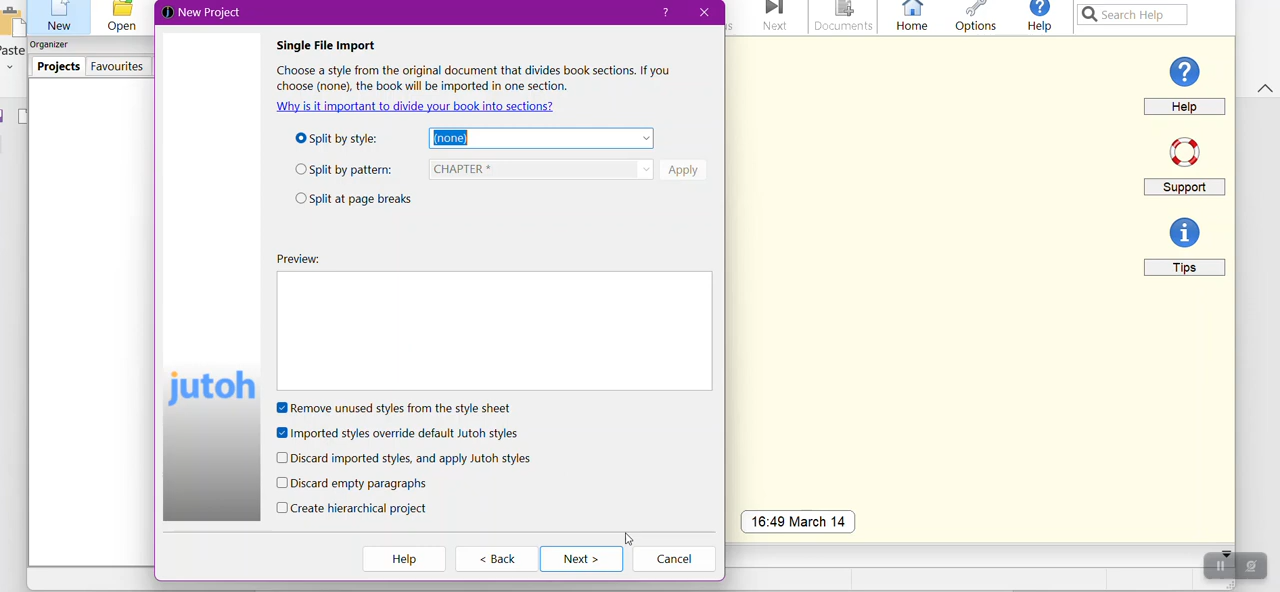 New Project ?
New Open Next Documents Home Options Help Search Help
Organizer
Projects Favourites
Single File Import
Choose a style from the original document that divides book sections. If you
choose (none), the book will be imported in one section.
Why is it important to divide your book into sections?
Split by style: (none)
Split by pattern: CHAPTER * Apply
Split at page breaks
Preview:
jutoh
Remove unused styles from the style sheet
Imported styles override default Jutoh styles
Discard imported styles, and apply Jutoh styles
Discard empty paragraphs
Create hierarchical project
Help < Back Next > Cancel
Help
Support
Tips
16:49 March 14